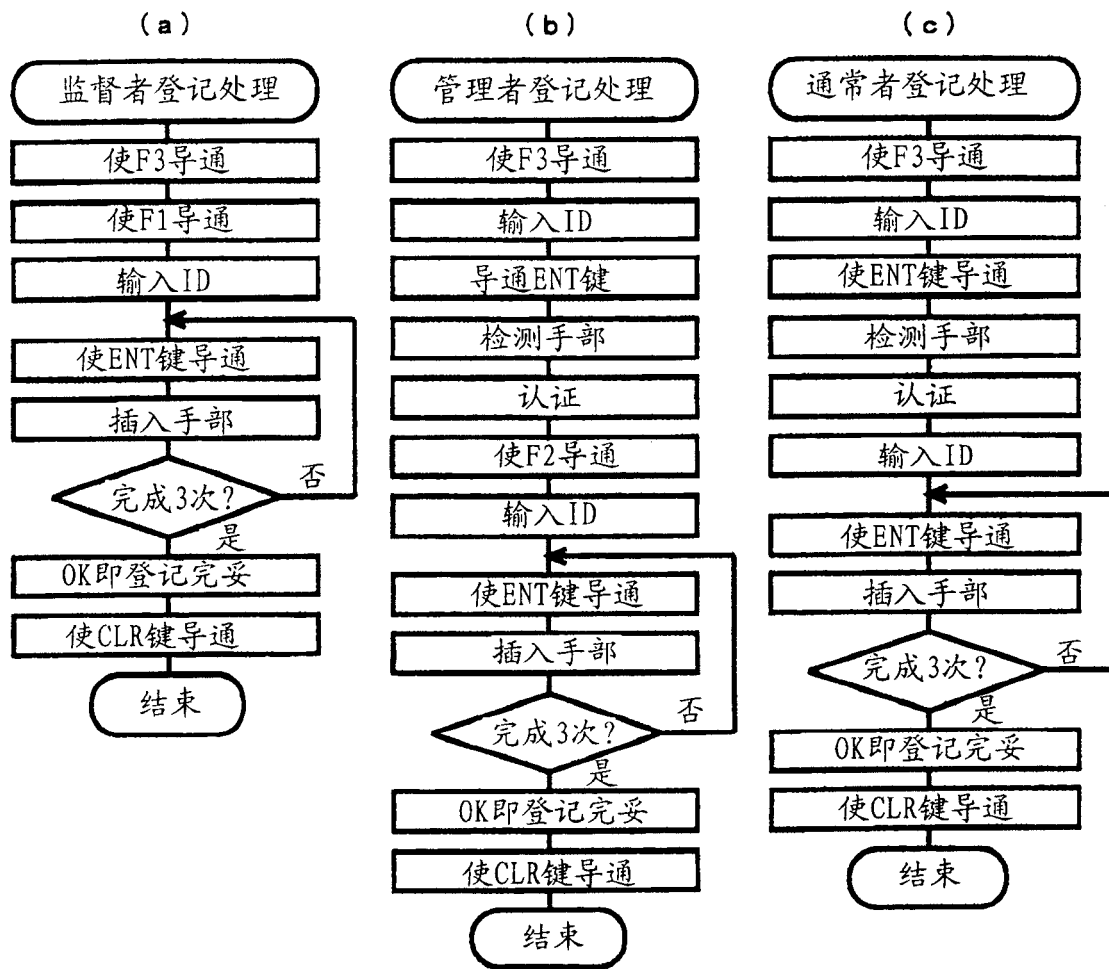 (a)
监督者登记处理
使F3导通
使F1导通
输入ID
使ENT键导通
插入手部
完成3次?
否
是
OK即登记完妥
使CLR键导通
结束
(b)
管理者登记处理
使F3导通
输入ID
导通ENT键
检测手部
认证
使F2导通
输入ID
使ENT键导通
插入手部
完成3次?
否
是
OK即登记完妥
使CLR键导通
结束
(c)
通常者登记处理
使F3导通
输入ID
使ENT键导通
检测手部
认证
输入ID
使ENT键导通
插入手部
完成3次?
否
是
OK即登记完妥
使CLR键导通
结束